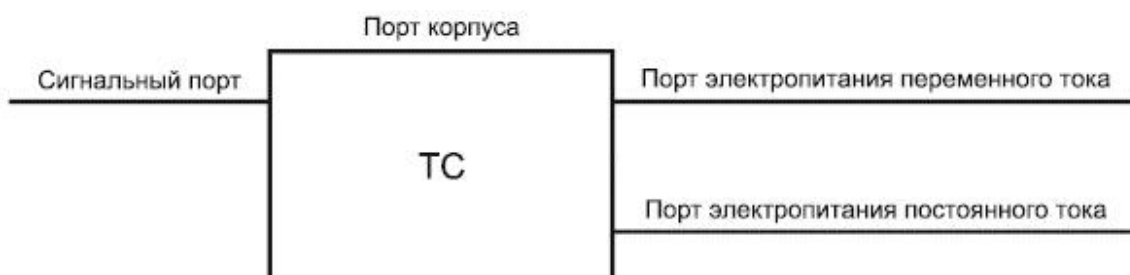 Порт корпуса
Сигнальный порт
Порт электропитания переменного тока
ТС
Порт электропитания постоянного тока